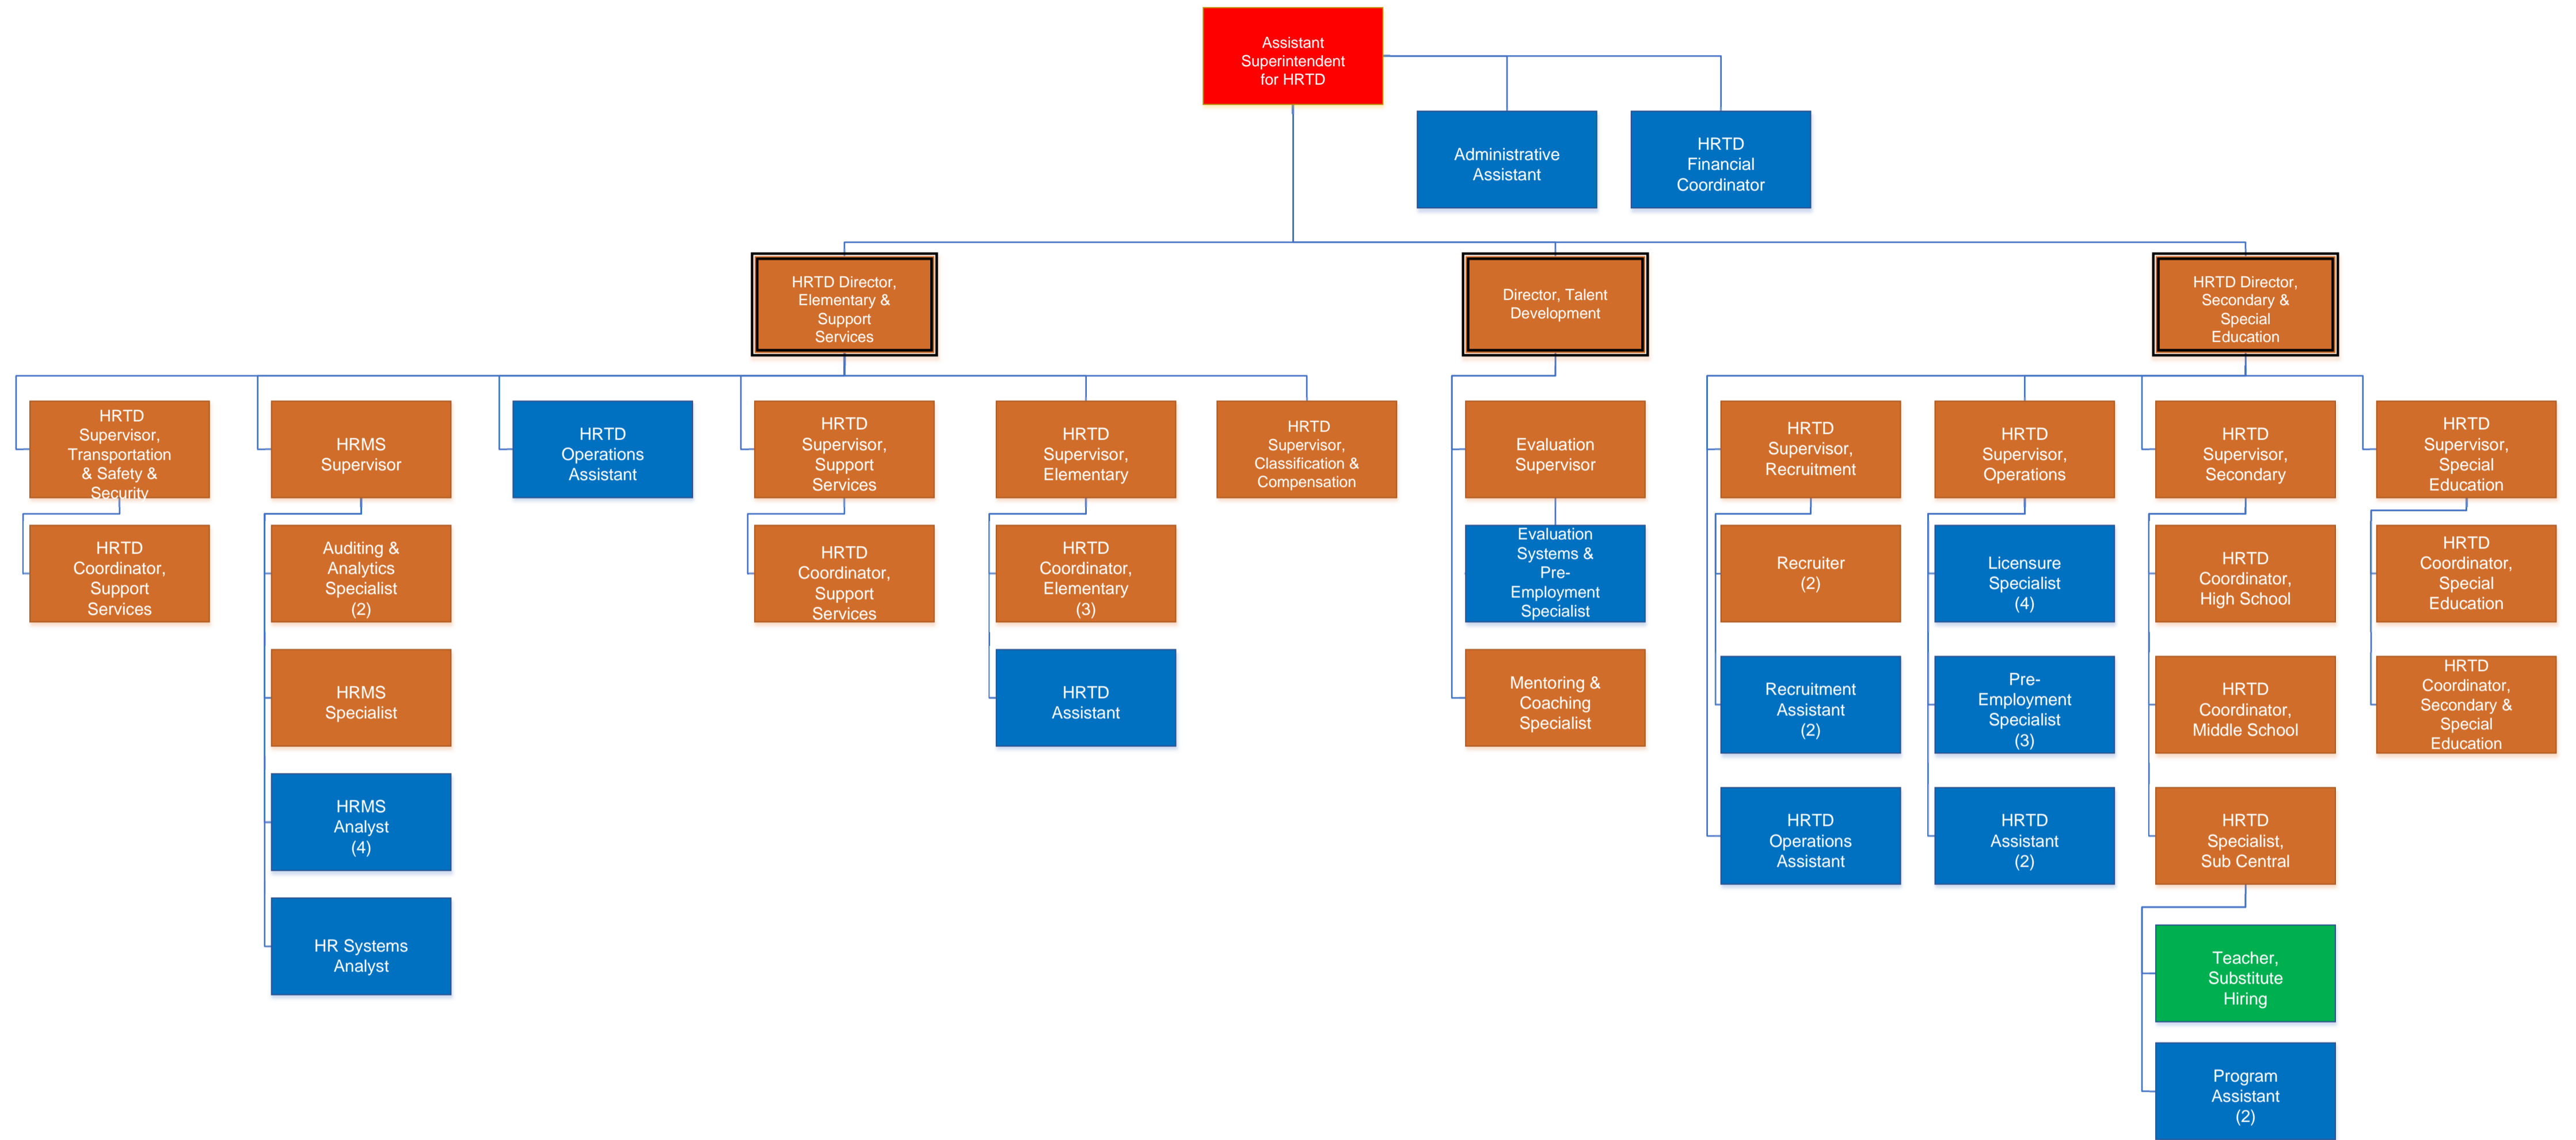 Assistant
Superintendent
for HRTD
Administrative
Assistant
HRTD
Financial
Coordinator
HRTD Director,
Elementary &
Support
Services
Director, Talent
Development
HRTD Director,
Secondary &
Special
Education
HRTD
Supervisor,
Transportation
& Safety &
Security
HRMS
Supervisor
HRTD
Operations
Assistant
HRTD
Supervisor,
Support
Services
HRTD
Supervisor,
Elementary
HRTD
Supervisor,
Classification &
Compensation
Evaluation
Supervisor
HRTD
Supervisor,
Recruitment
HRTD
Supervisor,
Operations
HRTD
Supervisor,
Secondary
HRTD
Supervisor,
Special
Education
HRTD
Coordinator,
Support
Services
Auditing &
Analytics
Specialist
(2)
HRTD
Coordinator,
Support
Services
HRTD
Coordinator,
Elementary
(3)
Evaluation
Systems &
Pre-
Employment
Specialist
Recruiter
(2)
Licensure
Specialist
(4)
HRTD
Coordinator,
High School
HRTD
Coordinator,
Special
Education
HRMS
Specialist
HRTD
Assistant
Mentoring &
Coaching
Specialist
Recruitment
Assistant
(2)
Pre-
Employment
Specialist
(3)
HRTD
Coordinator,
Middle School
HRTD
Coordinator,
Secondary &
Special
Education
HRMS
Analyst
(4)
HRTD
Operations
Assistant
HRTD
Assistant
(2)
HRTD
Specialist,
Sub Central
HR Systems
Analyst
Teacher,
Substitute
Hiring
Program
Assistant
(2)